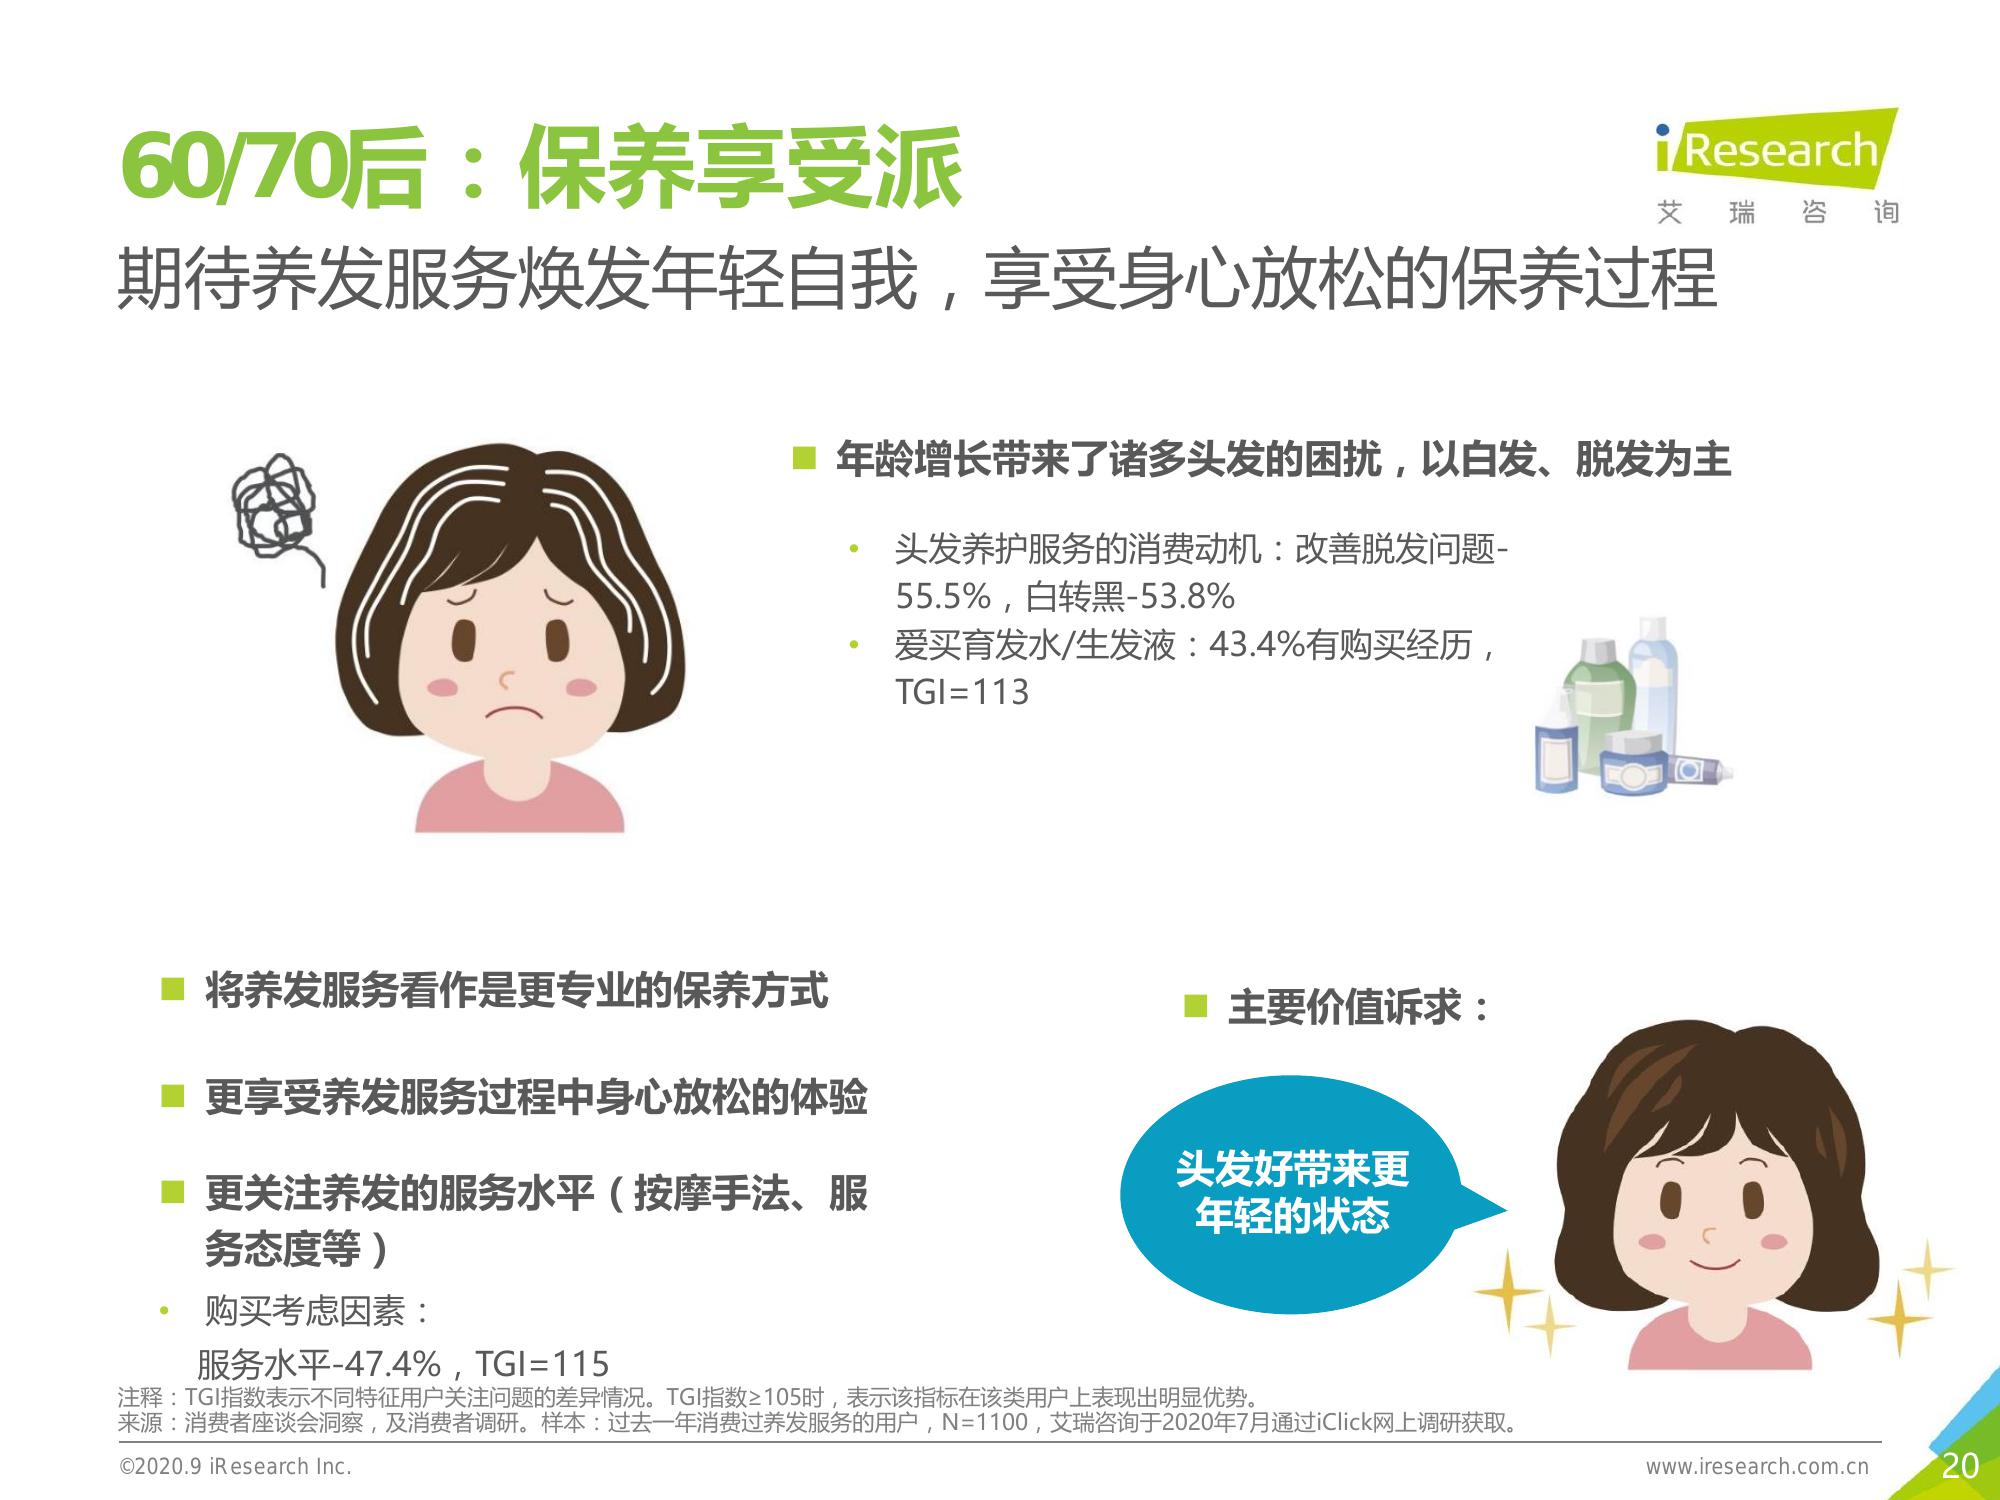 60/70后：保养享受派
iResearch
艾 瑞 咨 询
期待养发服务焕发年轻自我，享受身心放松的保养过程
■ 年龄增长带来了诸多头发的困扰，以白发、脱发为主
• 头发养护服务的消费动机：改善脱发问题-
55.5%，白转黑-53.8%
• 爱买育发水/生发液：43.4%有购买经历，
TGI=113
■ 将养发服务看作是更专业的保养方式
■ 更享受养发服务过程中身心放松的体验
■ 更关注养发的服务水平（按摩手法、服
务态度等）
• 购买考虑因素：
服务水平-47.4%，TGI=115
■ 主要价值诉求：
头发好带来更
年轻的状态
注释：TGI指数表示不同特征用户关注问题的差异情况。TGI指数≥105时，表示该指标在该类用户上表现出明显优势。
来源：消费者座谈会洞察，及消费者调研。样本：过去一年消费过养发服务的用户，N=1100，艾瑞咨询于2020年7月通过iClick网上调研获取。
©2020.9 iResearch Inc.
www.iresearch.com.cn
20